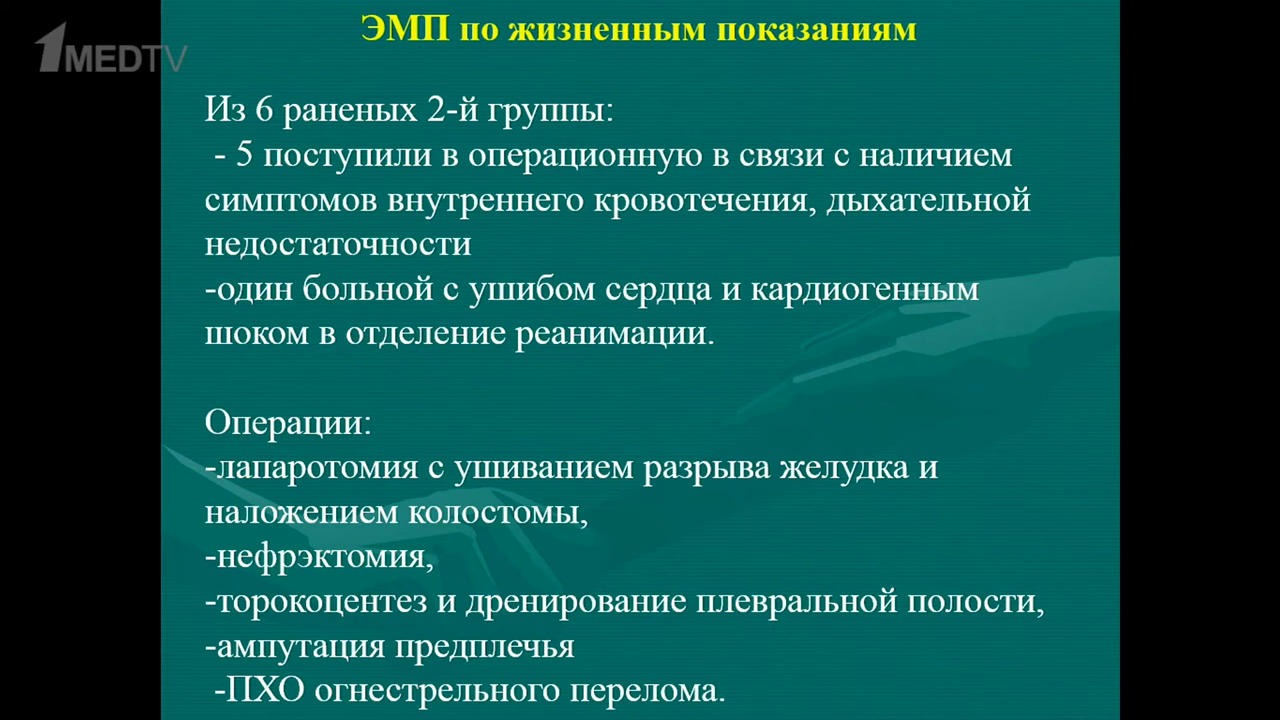 1MEDTV
ЭМП по жизненным показаниям
Из 6 раненых 2-й группы:
- 5 поступили в операционную в связи с наличием
симптомов внутреннего кровотечения, дыхательной
недостаточности
-один больной с ушибом сердца и кардиогенным
шоком в отделение реанимации.
Операции:
-лапаротомия с ушиванием разрыва желудка и
наложением колостомы,
-нефрэктомия,
-торокоцентез и дренирование плевральной полости,
-ампутация предплечья
-ПХО огнестрельного перелома.